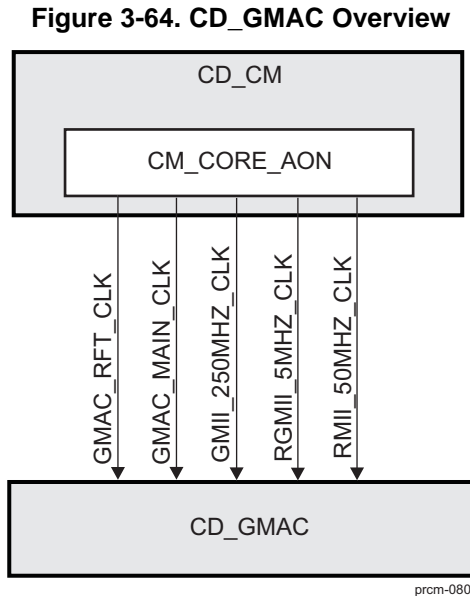 Figure 3-64. CD_GMAC Overview
CD_CM
CM_CORE_AON
GMAC_RFT_CLK
GMAC_MAIN_CLK
GMII_250MHZ_CLK
RGMII_5MHZ_CLK
RMII_50MHZ_CLK
CD_GMAC
prcm-080